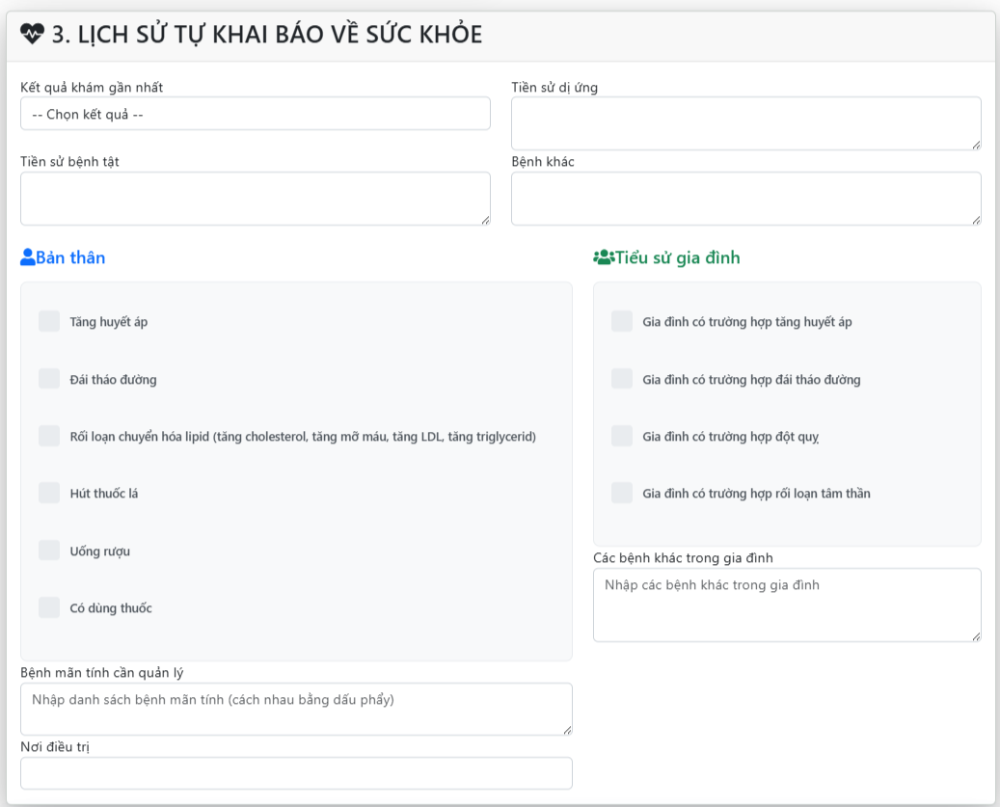 3. LỊCH SỬ TỰ KHAI BÁO VỀ SỨC KHỎE
Kết quả khám gần nhất
-- Chọn kết quả --
Tiền sử dị ứng
Tiền sử bệnh tật
Bệnh khác
Bản thân
Tăng huyết áp
Đái tháo đường
Rối loạn chuyển hóa lipid (tăng cholesterol, tăng mỡ máu, tăng LDL, tăng triglycerid)
Hút thuốc lá
Uống rượu
Có dùng thuốc
Bệnh mãn tính cần quản lý
Nhập danh sách bệnh mãn tính (cách nhau bằng dấu phẩy)
Nơi điều trị
Tiểu sử gia đình
Gia đình có trường hợp tăng huyết áp
Gia đình có trường hợp đái tháo đường
Gia đình có trường hợp đột quỵ
Gia đình có trường hợp rối loạn tâm thần
Các bệnh khác trong gia đình
Nhập các bệnh khác trong gia đình